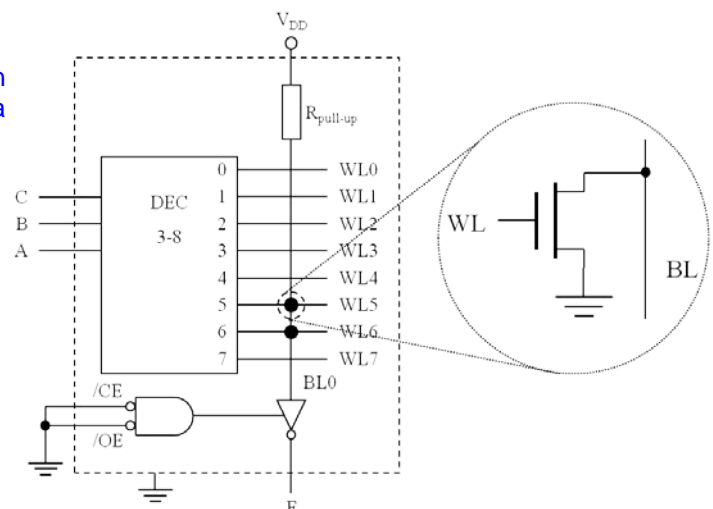 V_DD
n
a
R_pull-up
0 WL0
C
DEC
1 WL1
B
3-8
2 WL2
WL
A
3 WL3
4 WL4
BL
5 WL5
6 WL6
7 WL7
/CE
BL0
/OE